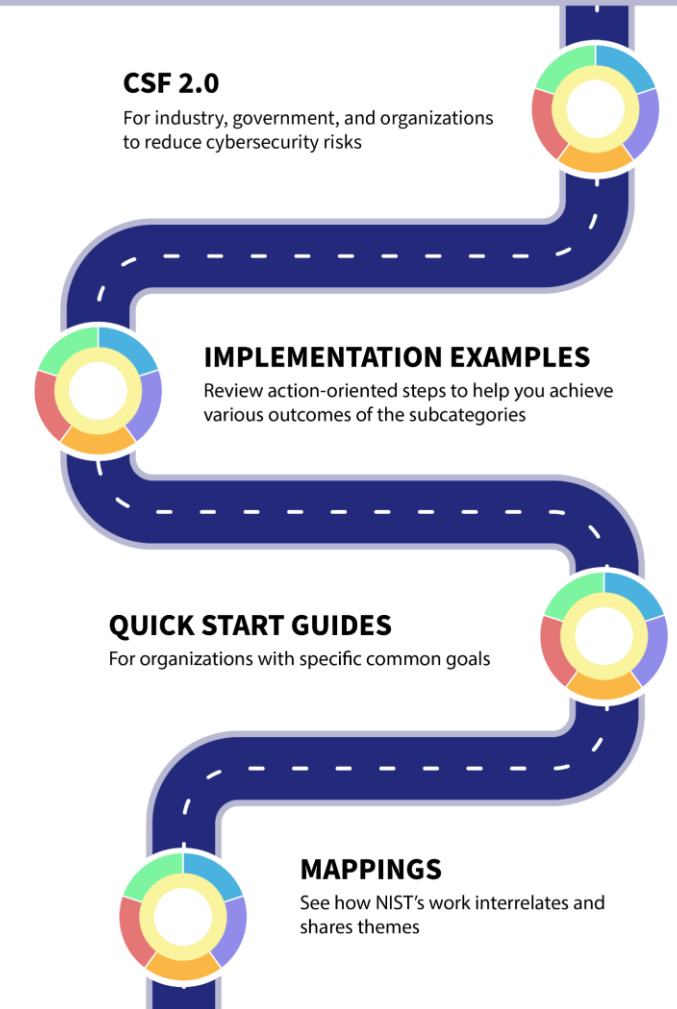 CSF 2.0
For industry, government, and organizations
to reduce cybersecurity risks
IMPLEMENTATION EXAMPLES
Review action-oriented steps to help you achieve
various outcomes of the subcategories
QUICK START GUIDES
For organizations with specific common goals
MAPPINGS
See how NIST’s work interrelates and
shares themes